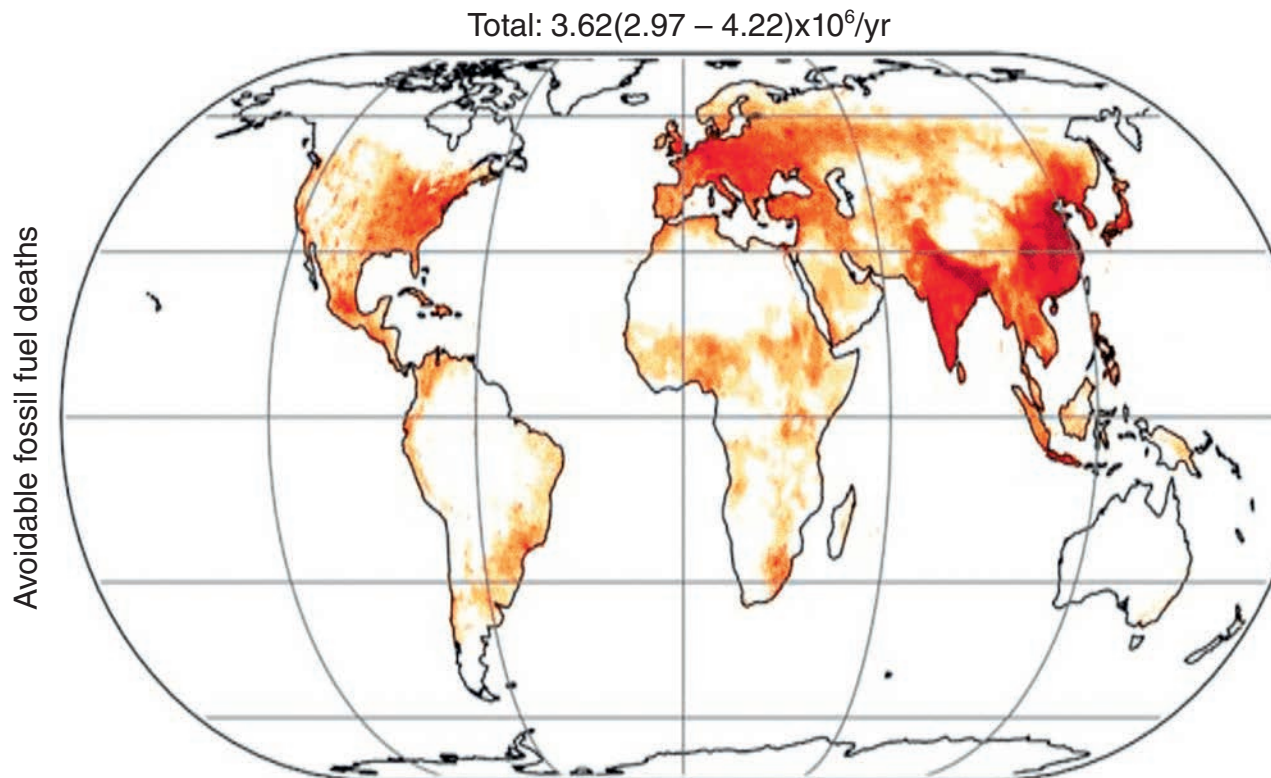 Total: 3.62(2.97 – 4.22)x10⁶/yr
Avoidable fossil fuel deaths